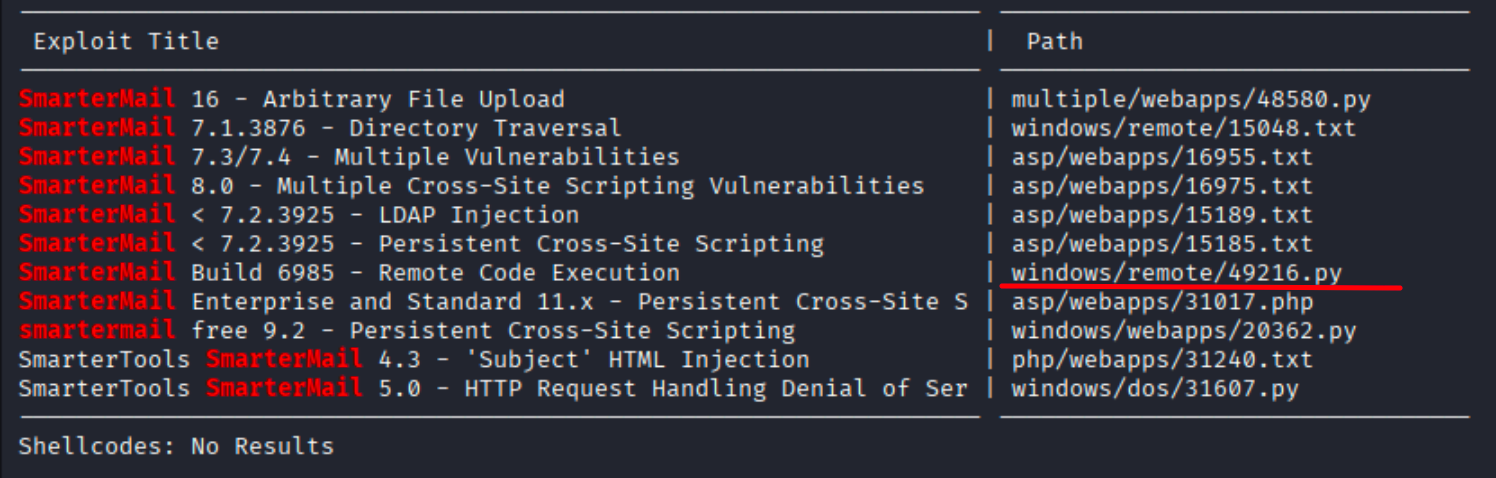 Exploit Title | Path
SmarterMail 16 - Arbitrary File Upload | multiple/webapps/48580.py
SmarterMail 7.1.3876 - Directory Traversal | windows/remote/15048.txt
SmarterMail 7.3/7.4 - Multiple Vulnerabilities | asp/webapps/16955.txt
SmarterMail 8.0 - Multiple Cross-Site Scripting Vulnerabilities | asp/webapps/16975.txt
SmarterMail < 7.2.3925 - LDAP Injection | asp/webapps/15189.txt
SmarterMail < 7.2.3925 - Persistent Cross-Site Scripting | asp/webapps/15185.txt
SmarterMail Build 6985 - Remote Code Execution | windows/remote/49216.py
SmarterMail Enterprise and Standard 11.x - Persistent Cross-Site S | asp/webapps/31017.php
smartermail free 9.2 - Persistent Cross-Site Scripting | windows/webapps/20362.py
SmarterTools SmarterMail 4.3 - 'Subject' HTML Injection | php/webapps/31240.txt
SmarterTools SmarterMail 5.0 - HTTP Request Handling Denial of Ser | windows/dos/31607.py
Shellcodes: No Results